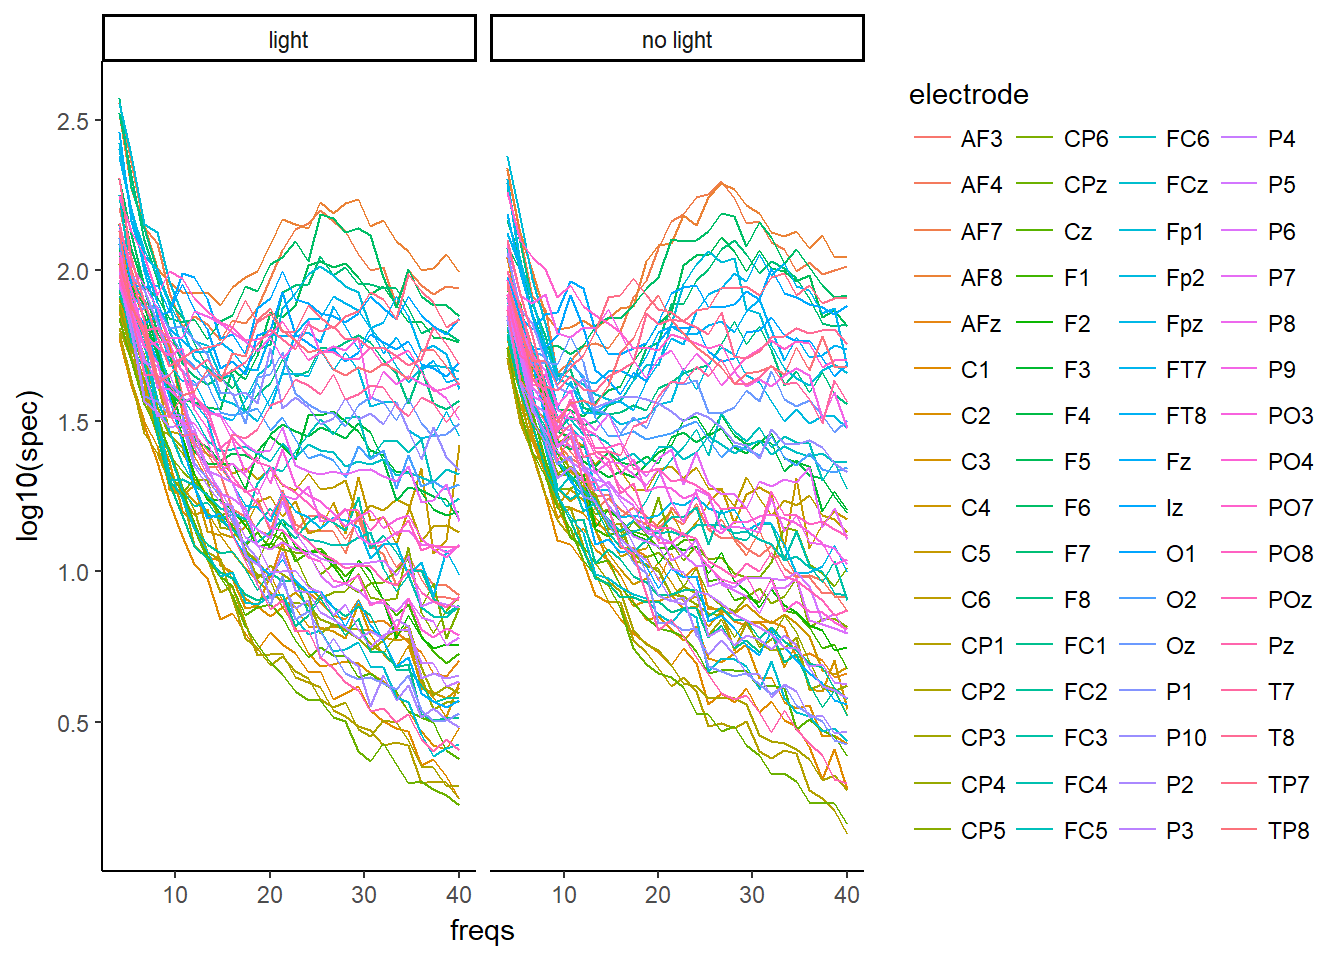 light
no light
2.5
2.0
1.5
1.0
0.5
log10(spec)
10 20 30 40
10 20 30 40
freqs
electrode
AF3 CP6 FC6 P4
AF4 CPz FCz P5
AF7 Cz Fp1 P6
AF8 F1 Fp2 P7
AFz F2 Fpz P8
C1 F3 FT7 P9
C2 F4 FT8 PO3
C3 F5 Fz PO4
C4 F6 Iz PO7
C5 F7 O1 PO8
C6 F8 O2 POz
CP1 FC1 Oz Pz
CP2 FC2 P1 T7
CP3 FC3 P10 T8
CP4 FC4 P2 TP7
CP5 FC5 P3 TP8